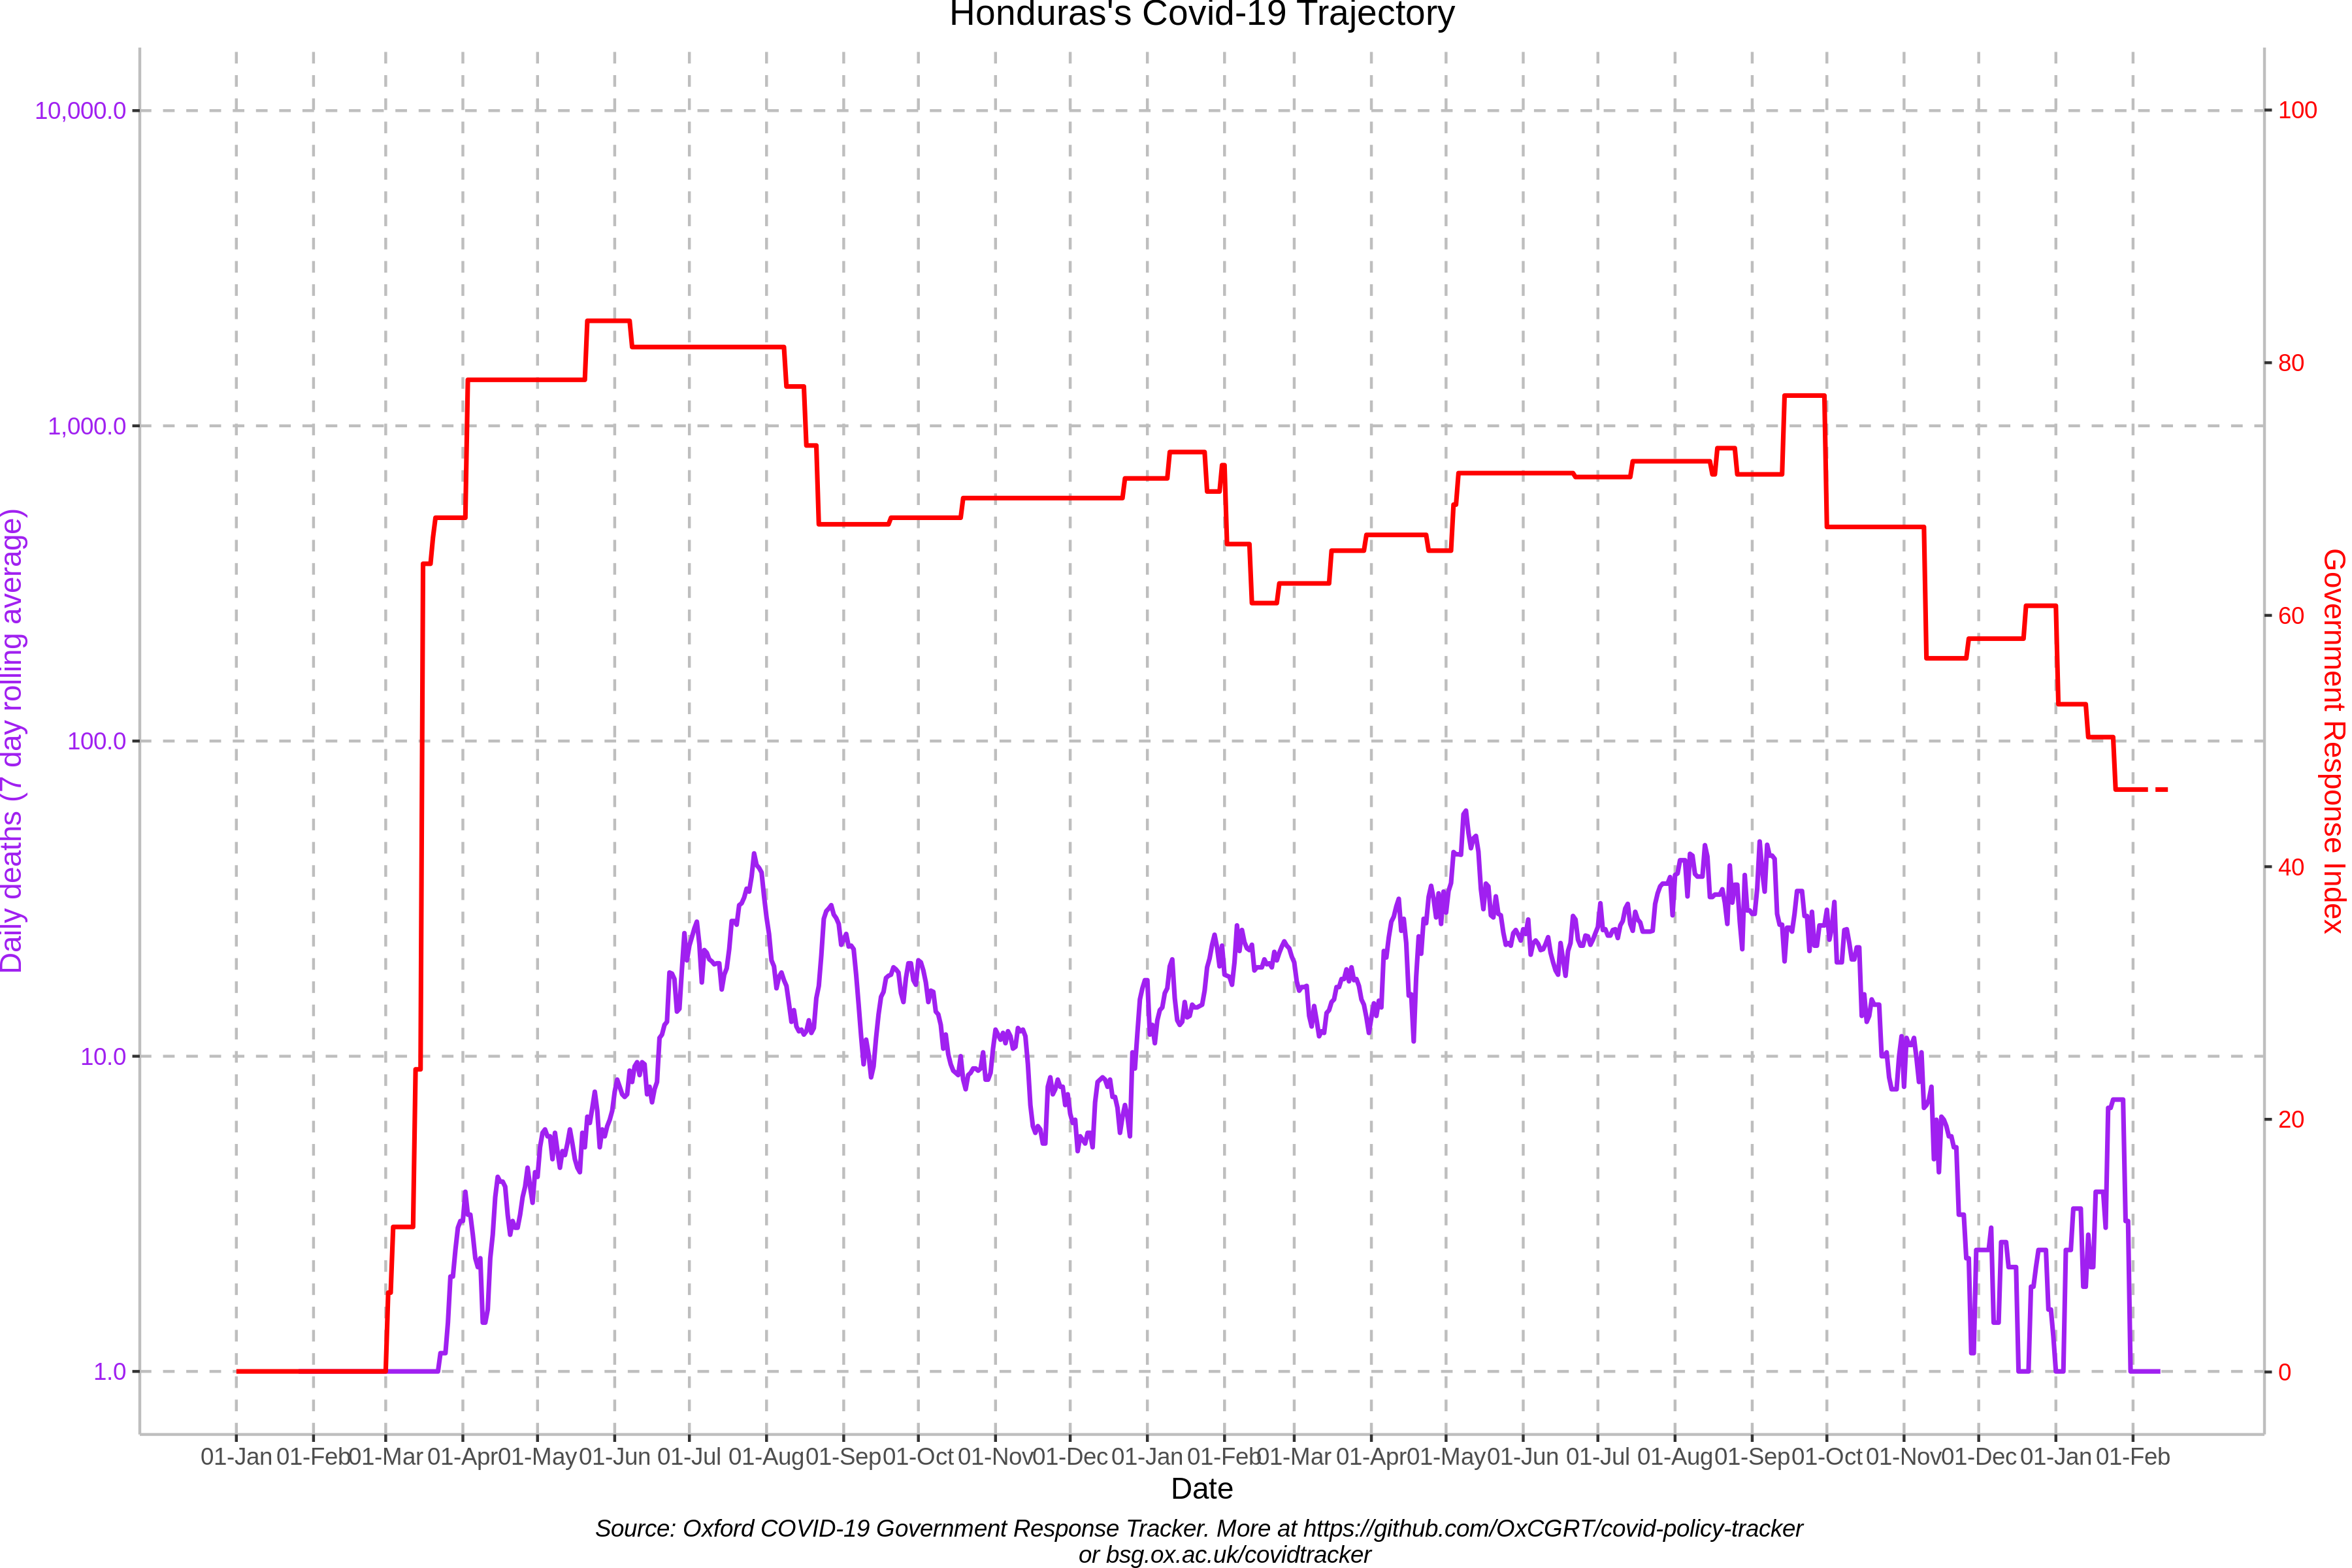 Honduras's Covid-19 Trajectory
10,000.0
1,000.0
100.0
10.0
1.0
Daily deaths (7 day rolling average)
100
80
60
40
20
0
Government Response Index
01-Jan 01-Feb 01-Mar 01-Apr 01-May 01-Jun 01-Jul 01-Aug 01-Sep 01-Oct 01-Nov 01-Dec 01-Jan 01-Feb 01-Mar 01-Apr 01-May 01-Jun 01-Jul 01-Aug 01-Sep 01-Oct 01-Nov 01-Dec 01-Jan 01-Feb
Date
Source: Oxford COVID-19 Government Response Tracker. More at https://github.com/OxCGRT/covid-policy-tracker
or bsg.ox.ac.uk/covidtracker